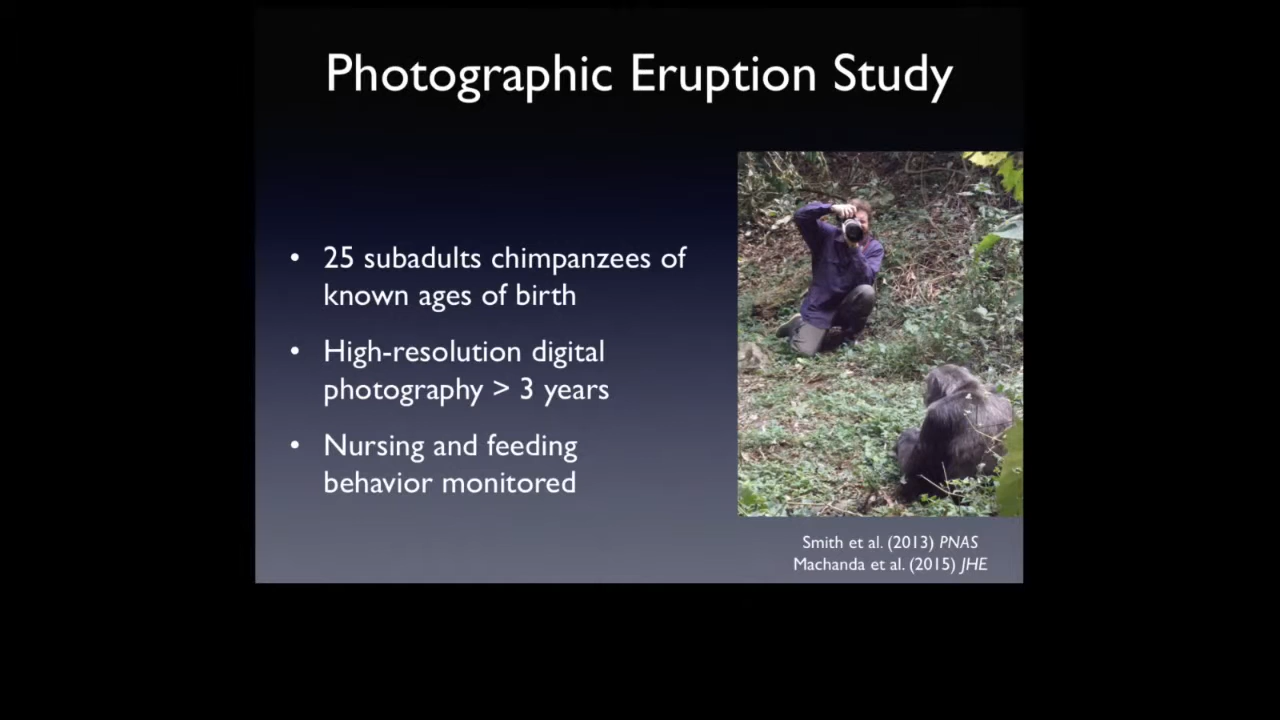 Photographic Eruption Study
• 25 subadults chimpanzees of
known ages of birth
• High-resolution digital
photography > 3 years
• Nursing and feeding
behavior monitored
Smith et al. (2013) PNAS
Machanda et al. (2015) JHE